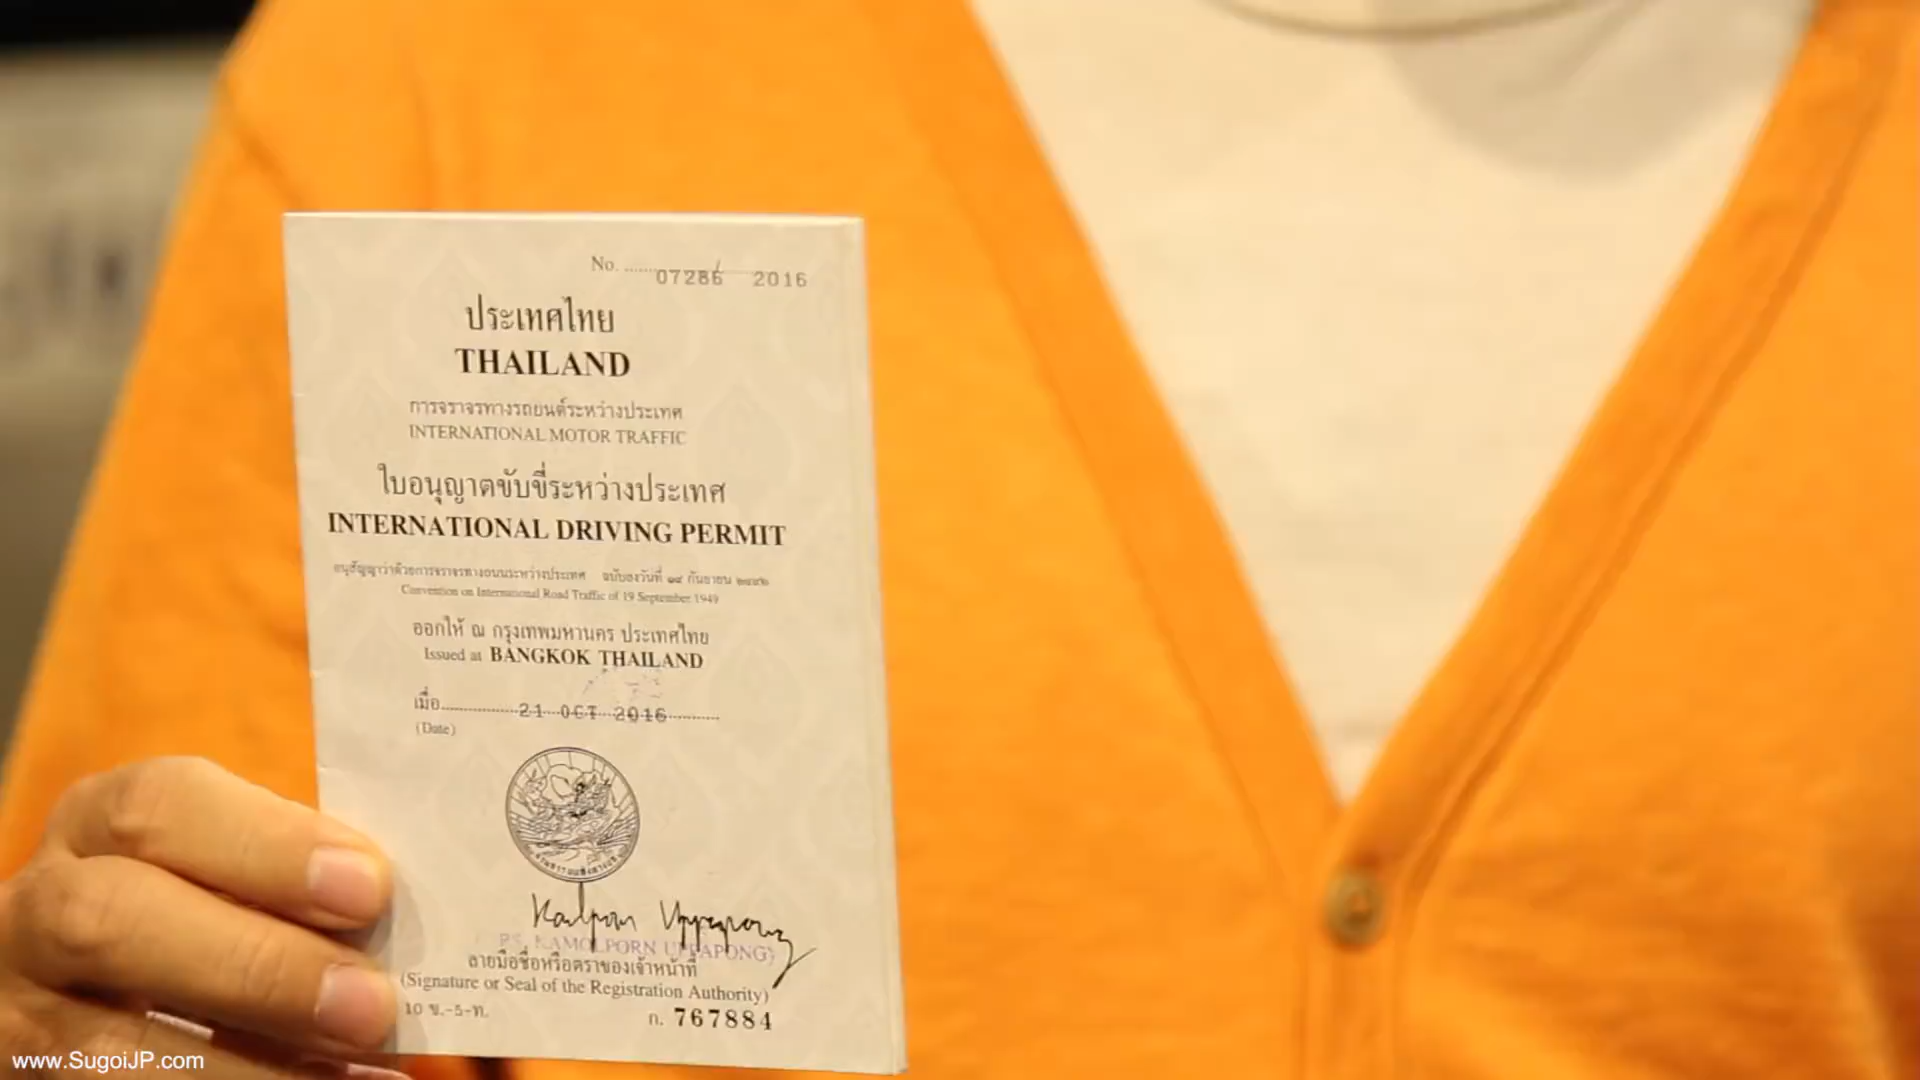 No. .......07286/ 2016
ประเทศไทย
THAILAND
การจราจรทางรถยนต์ระหว่างประเทศ
INTERNATIONAL MOTOR TRAFFIC
ใบอนุญาตขับขี่ระหว่างประเทศ
INTERNATIONAL DRIVING PERMIT
อนุสัญญาว่าด้วยการจราจรทางถนนระหว่างประเทศ ฉบับลงวันที่ ๑๙ กันยายน ๒๔๙๒
Convention on International Road Traffic of 19 September 1949
ออกให้ ณ กรุงเทพมหานคร ประเทศไทย
Issued at BANGKOK THAILAND
เมื่อ................21 OCT 2016............
(Date)
Kamolporn Uppapong
KAMOLPORN UPPAPONG)
ลายมือชื่อหรือตราของเจ้าหน้าที่
(Signature or Seal of the Registration Authority)
10 ข.-5-ท.
ก. 767884
www.SugoiJP.com